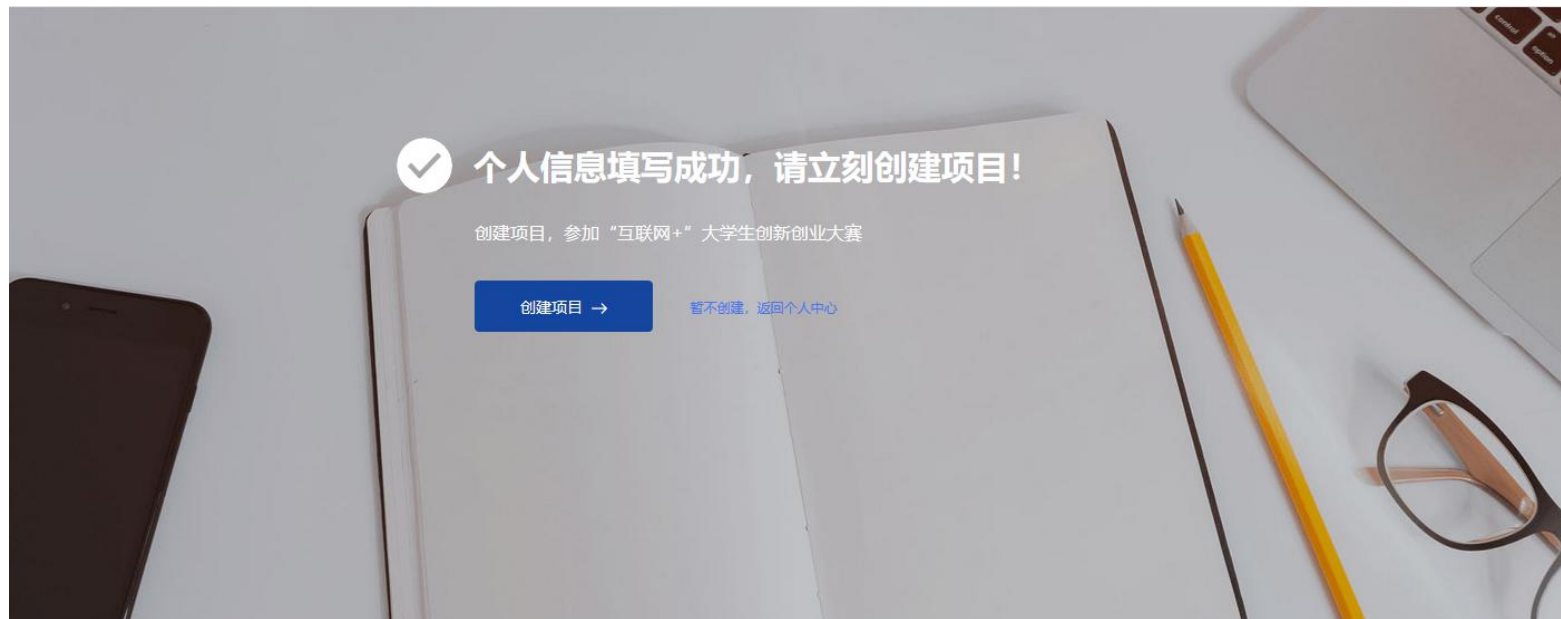 control
option
个人信息填写成功，请立刻创建项目！
创建项目，参加“互联网+”大学生创新创业大赛
创建项目 →
暂不创建，返回个人中心